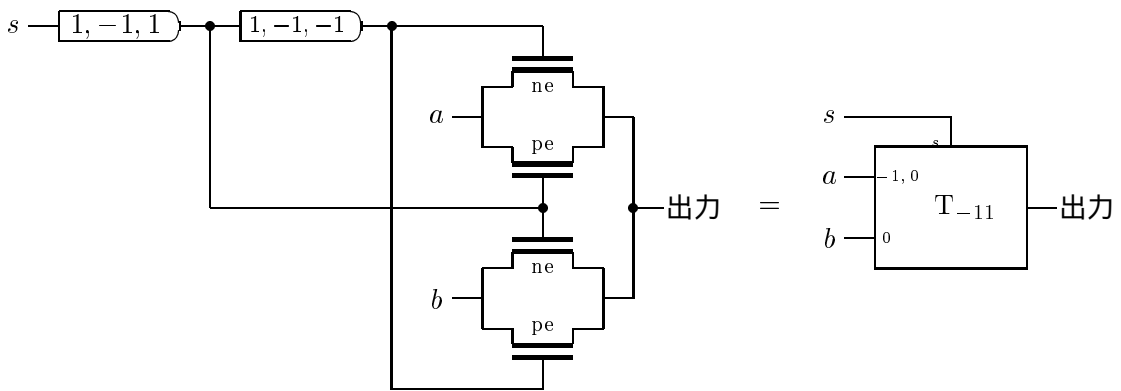 s 1, −1, 1 1, −1, −1
ne
a
pe
出力
ne
b
pe
=
s
s
a −1, 0
T₋₁₁
出力
b 0